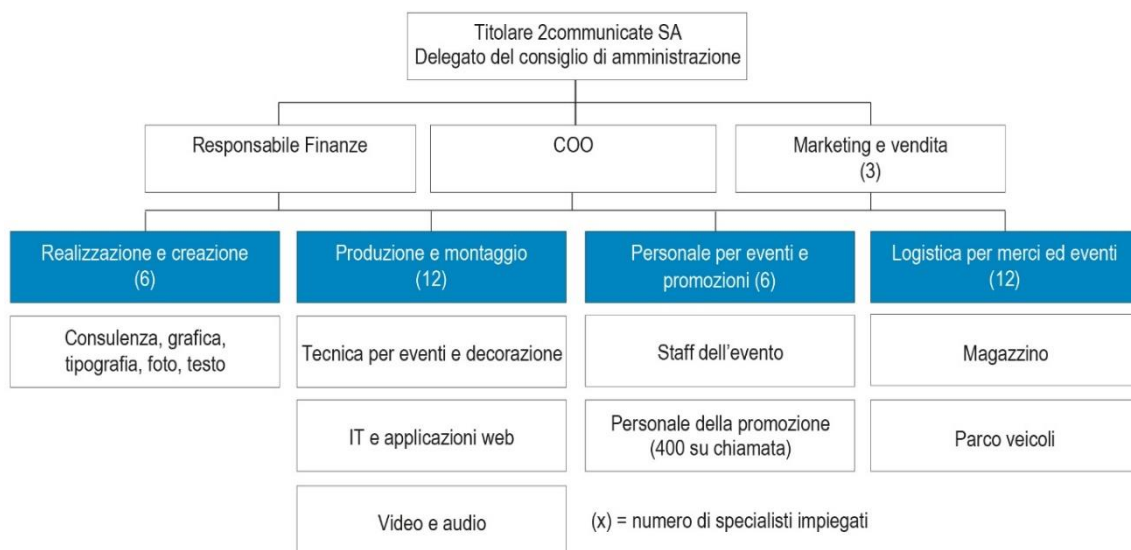 Titolare 2communicate SA
Delegato del consiglio di amministrazione
Responsabile Finanze
COO
Marketing e vendita
(3)
Realizzazione e creazione
(6)
Produzione e montaggio
(12)
Personale per eventi e
promozioni (6)
Logistica per merci ed eventi
(12)
Consulenza, grafica,
tipografia, foto, testo
Tecnica per eventi e decorazione
Staff dell’evento
Magazzino
IT e applicazioni web
Personale della promozione
(400 su chiamata)
Parco veicoli
Video e audio
(x) = numero di specialisti impiegati